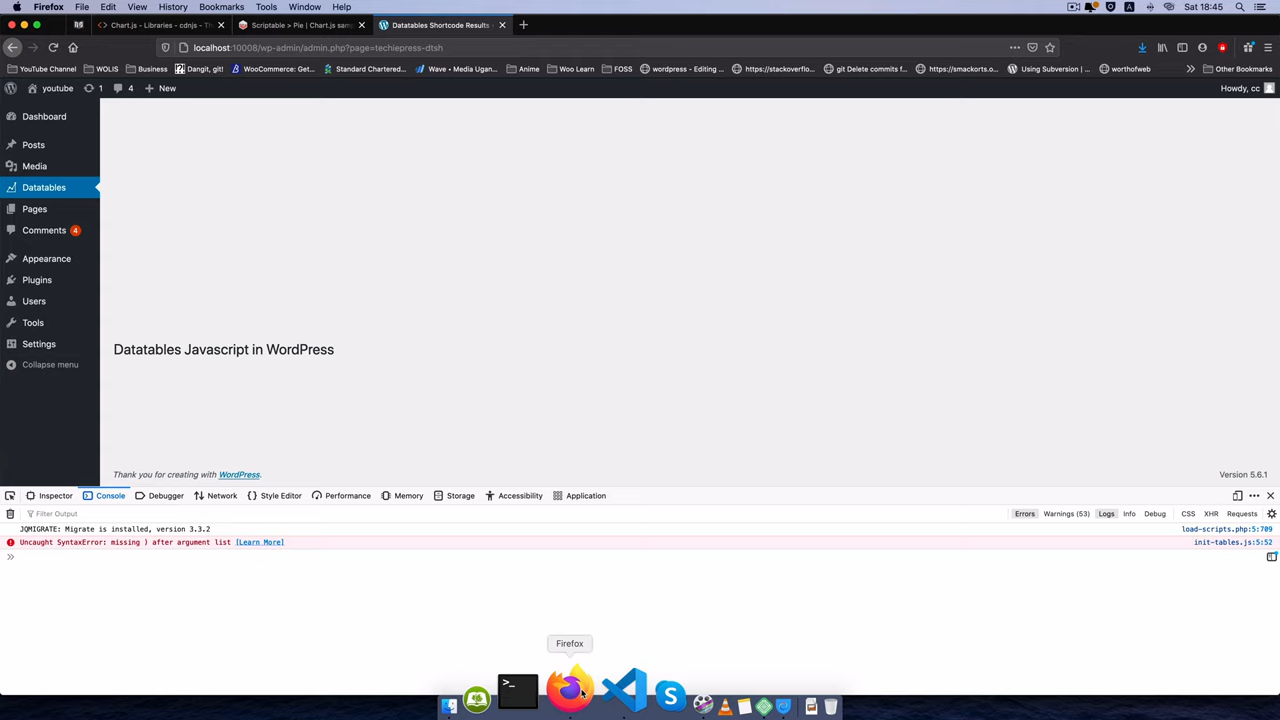 Firefox File Edit View History Bookmarks Tools Window Help Sat 18:45
Chart.js - Libraries - cdnjs - Th Scriptable > Pie | Chart.js sam Datatables Shortcode Results
localhost:10008/wp-admin/admin.php?page=techiepress-dtsh
YouTube Channel WOLIS Business Dangit, git! WooCommerce: Get... Standard Chartered... Wave • Media Ugan... Anime Woo Learn FOSS wordpress - Editing ... https://stackoverflo... git Delete commits f... https://smackorts.o... Using Subversion | ... worthofweb Other Bookmarks
youtube 1 4 + New Howdy, cc
Dashboard
Posts
Media
Datatables
Pages
Comments 4
Appearance
Plugins
Users
Tools
Settings
Collapse menu
Datatables Javascript in WordPress
Thank you for creating with WordPress. Version 5.6.1
Inspector Console Debugger Network Style Editor Performance Memory Storage Accessibility Application
Filter Output Errors Warnings (53) Logs Info Debug CSS XHR Requests
JQMIGRATE: Migrate is installed, version 3.3.2 load-scripts.php:5:709
Uncaught SyntaxError: missing ) after argument list [Learn More] init-tables.js:5:52
Firefox